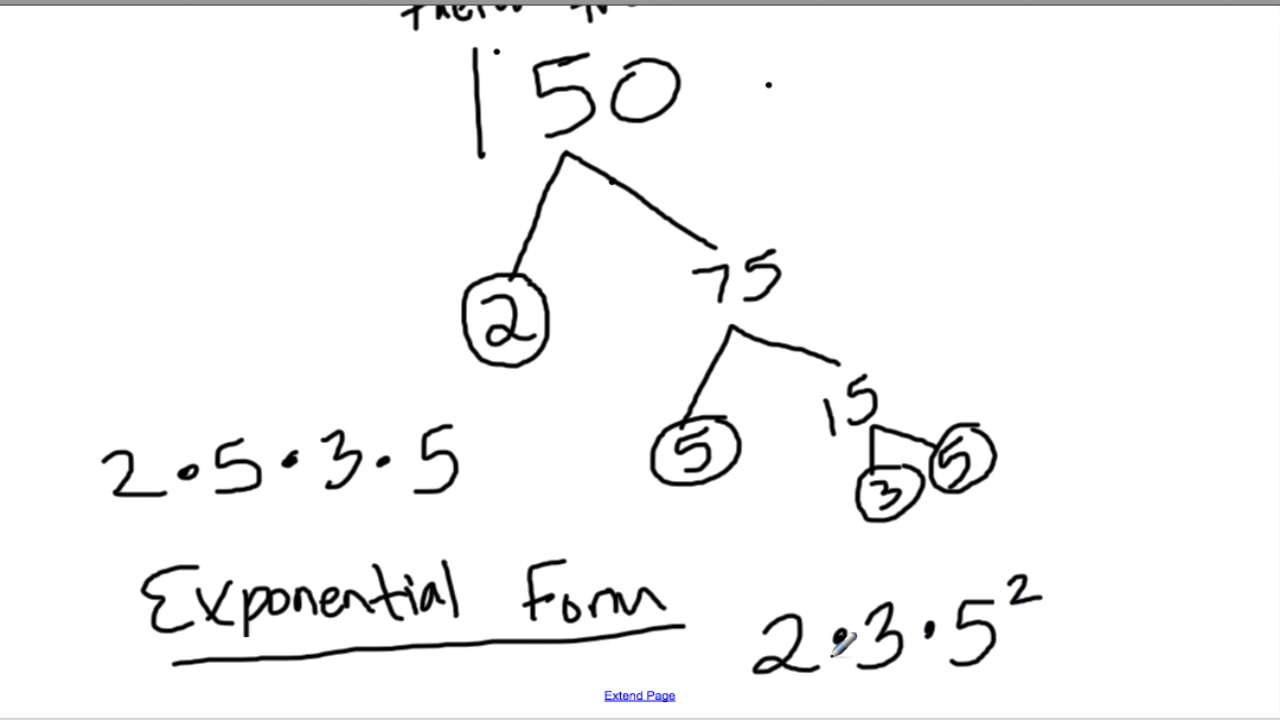 150
2 75
5 15
3 5
2 • 5 • 3 • 5
Exponential Form
2 • 3 • 5²
Extend Page